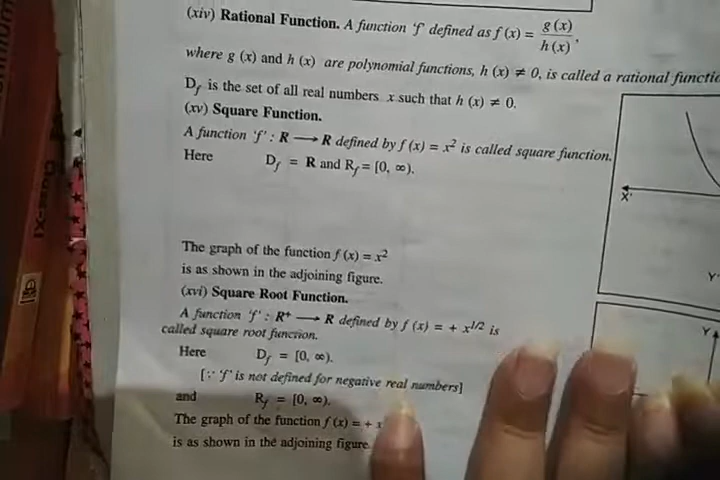 (xiv) Rational Function. A function 'f' defined as f (x) = g (x) / h (x) ,
where g (x) and h (x) are polynomial functions, h (x) ≠ 0, is called a rational
D_f is the set of all real numbers x such that h (x) ≠ 0.
(xv) Square Function.
A function 'f' : R ⟶ R defined by f (x) = x² is called square function.
Here D_f = R and R_f = [0, ∞).
X'
Y'
The graph of the function f (x) = x²
is as shown in the adjoining figure.
(xvi) Square Root Function.
A function 'f' : R⁺ ⟶ R defined by f (x) = + x^{1/2} is
called square root function.
Y
Here D_f = [0, ∞).
[∵ 'f' is not defined for negative real numbers]
and R_f = [0, ∞).
The graph of the function f (x) = + x
is as shown in the adjoining figure.